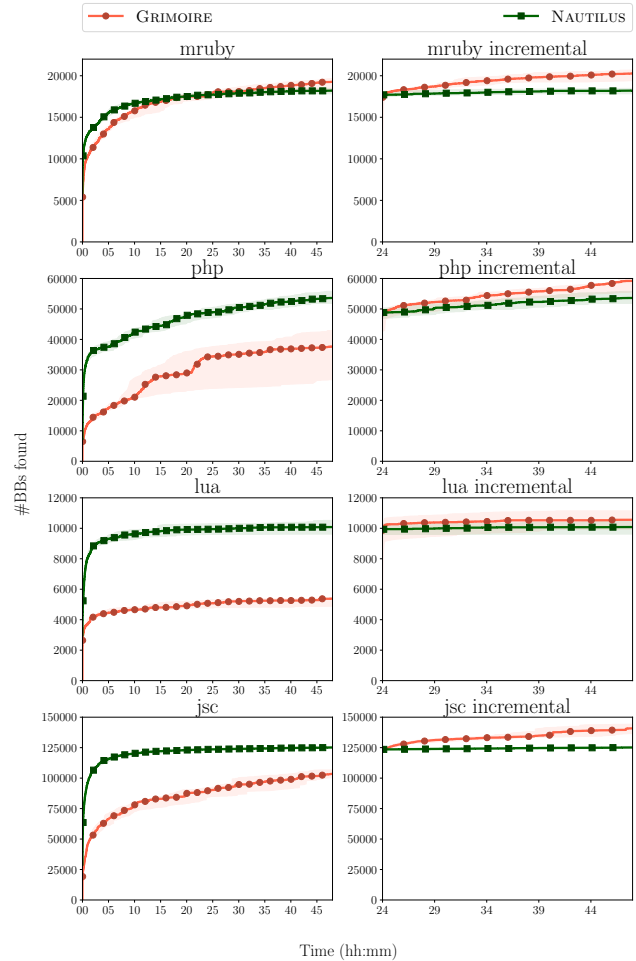 GRIMOIRE NAUTILUS
mruby mruby incremental
20000 20000
15000 15000
10000 10000
5000 5000
0 0
00 05 10 15 20 25 30 35 40 45 24 29 34 39 44
php php incremental
60000 60000
50000 50000
40000 40000
30000 30000
20000 20000
10000 10000
0 0
00 05 10 15 20 25 30 35 40 45 24 29 34 39 44
#BBs found
lua lua incremental
12000 12000
10000 10000
8000 8000
6000 6000
4000 4000
2000 2000
0 0
00 05 10 15 20 25 30 35 40 45 24 29 34 39 44
jsc jsc incremental
150000 150000
125000 125000
100000 100000
75000 75000
50000 50000
25000 25000
0 0
00 05 10 15 20 25 30 35 40 45 24 29 34 39 44
Time (hh:mm)